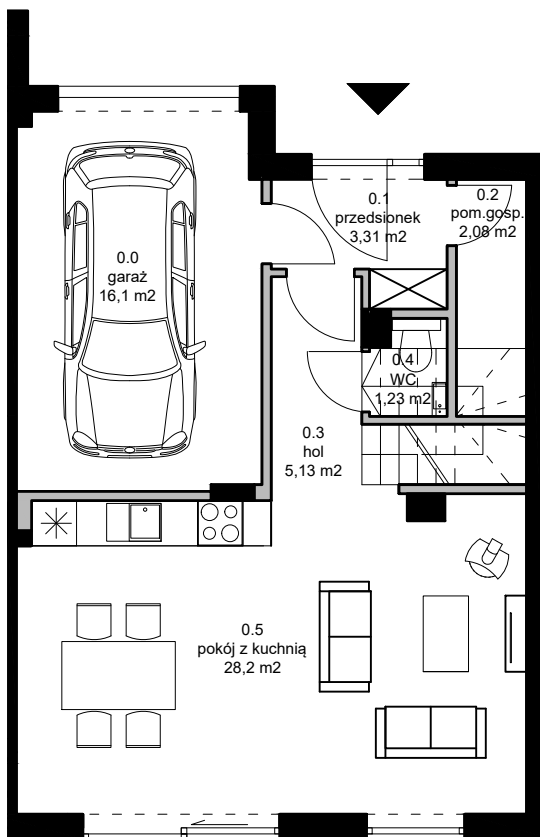 0.1
przedsionek
3,31 m2
0.2
pom.gosp.
2,08 m2
0.0
garaż
16,1 m2
0.4
WC
1,23 m2
0.3
hol
5,13 m2
0.5
pokój z kuchnią
28,2 m2